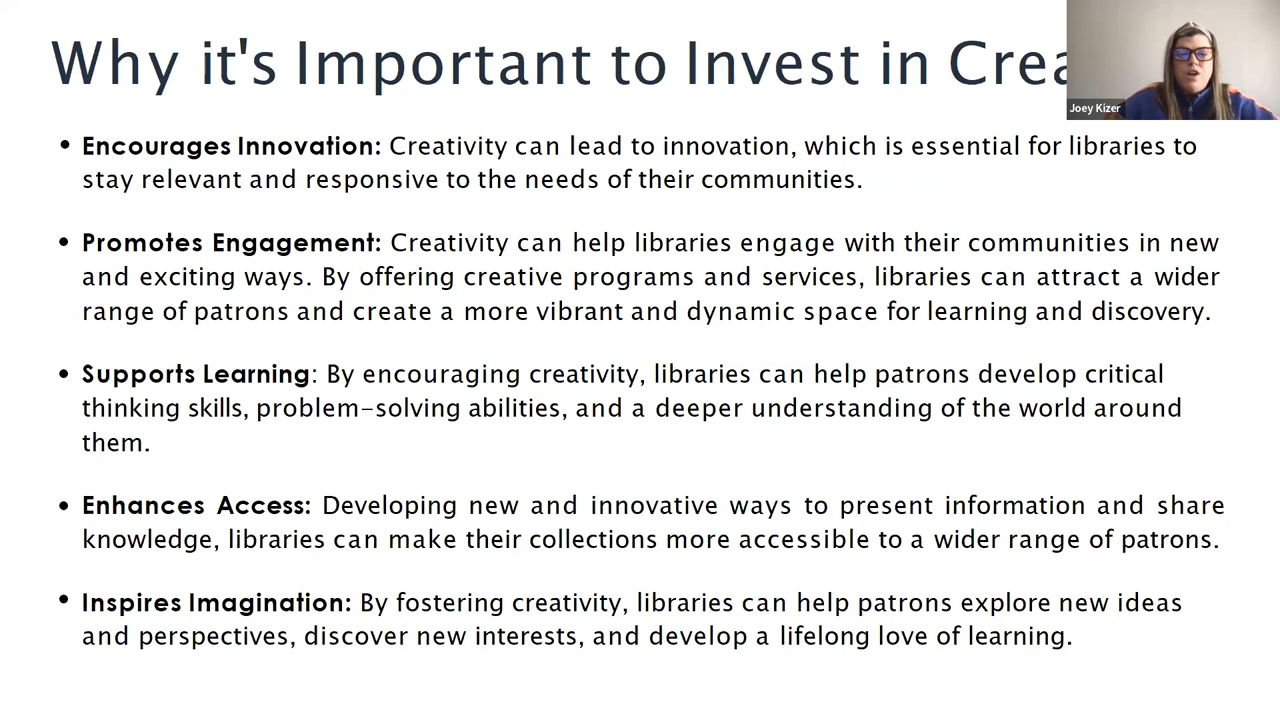 Why it's Important to Invest in Crea
Joey Kizer
• Encourages Innovation: Creativity can lead to innovation, which is essential for libraries to
stay relevant and responsive to the needs of their communities.
• Promotes Engagement: Creativity can help libraries engage with their communities in new
and exciting ways. By offering creative programs and services, libraries can attract a wider
range of patrons and create a more vibrant and dynamic space for learning and discovery.
• Supports Learning: By encouraging creativity, libraries can help patrons develop critical
thinking skills, problem-solving abilities, and a deeper understanding of the world around
them.
• Enhances Access: Developing new and innovative ways to present information and share
knowledge, libraries can make their collections more accessible to a wider range of patrons.
• Inspires Imagination: By fostering creativity, libraries can help patrons explore new ideas
and perspectives, discover new interests, and develop a lifelong love of learning.